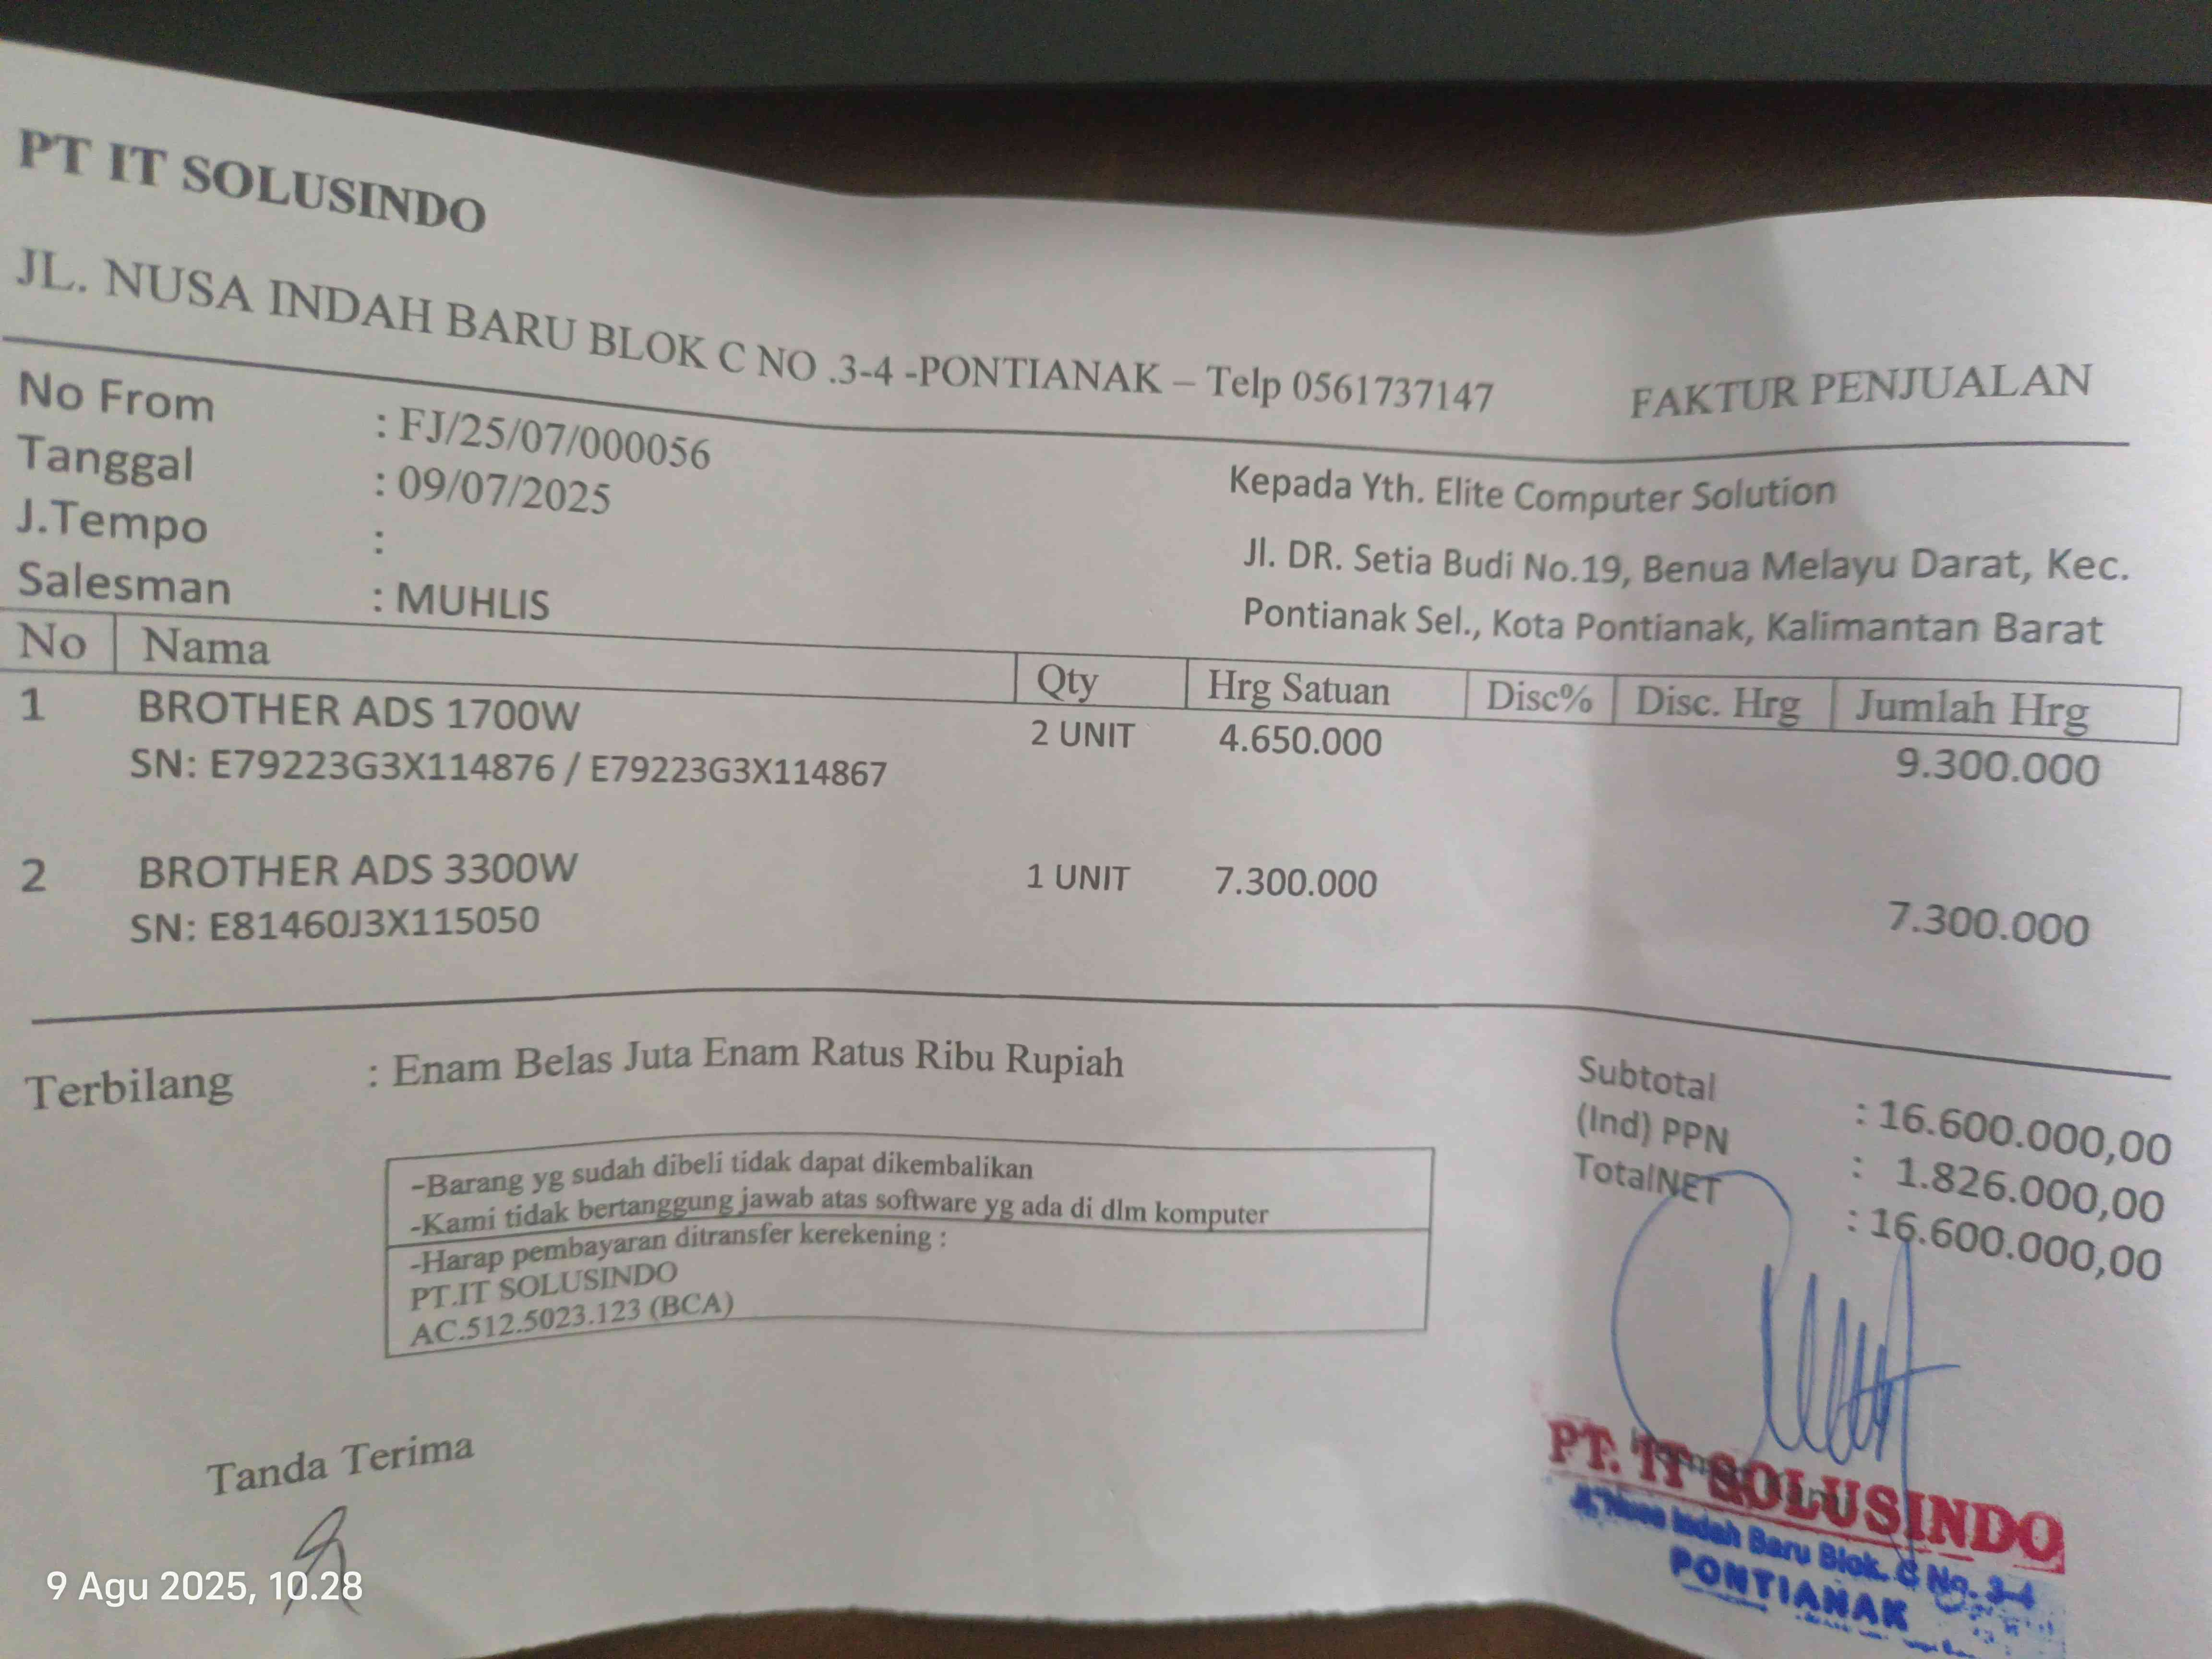 PT IT SOLUSINDO
JL. NUSA INDAH BARU BLOK C NO .3-4 -PONTIANAK – Telp 0561737147
FAKTUR PENJUALAN
No From : FJ/25/07/000056
Tanggal : 09/07/2025
J.Tempo :
Salesman : MUHLIS
Kepada Yth. Elite Computer Solution
Jl. DR. Setia Budi No.19, Benua Melayu Darat, Kec.
Pontianak Sel., Kota Pontianak, Kalimantan Barat
No Nama Qty Hrg Satuan Disc% Disc. Hrg Jumlah Hrg
1 BROTHER ADS 1700W 2 UNIT 4.650.000 9.300.000
SN: E79223G3X114876 / E79223G3X114867
2 BROTHER ADS 3300W 1 UNIT 7.300.000 7.300.000
SN: E81460J3X115050
Terbilang : Enam Belas Juta Enam Ratus Ribu Rupiah
Subtotal : 16.600.000,00
(Ind) PPN : 1.826.000,00
TotalNET : 16.600.000,00
-Barang yg sudah dibeli tidak dapat dikembalikan
-Kami tidak bertanggung jawab atas software yg ada di dlm komputer
-Harap pembayaran ditransfer kerekening :
PT.IT SOLUSINDO
AC.512.5023.123 (BCA)
Tanda Terima
PT. IT SOLUSINDO
Jl. Nusa Indah Baru Blok. C No. 3-4
PONTIANAK
9 Agu 2025, 10.28